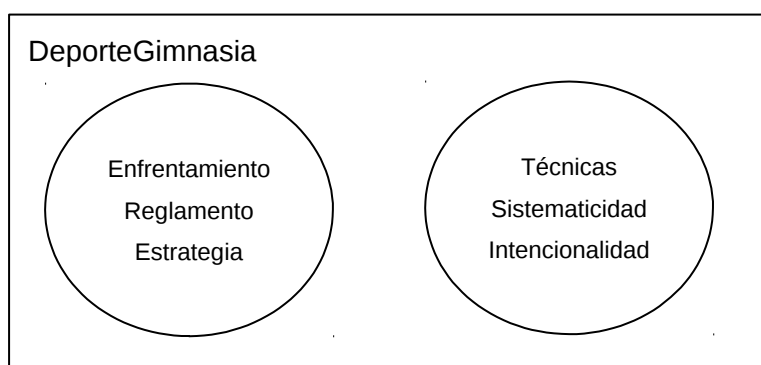 DeporteGimnasia
Enfrentamiento
Reglamento
Estrategia
Técnicas
Sistematicidad
Intencionalidad